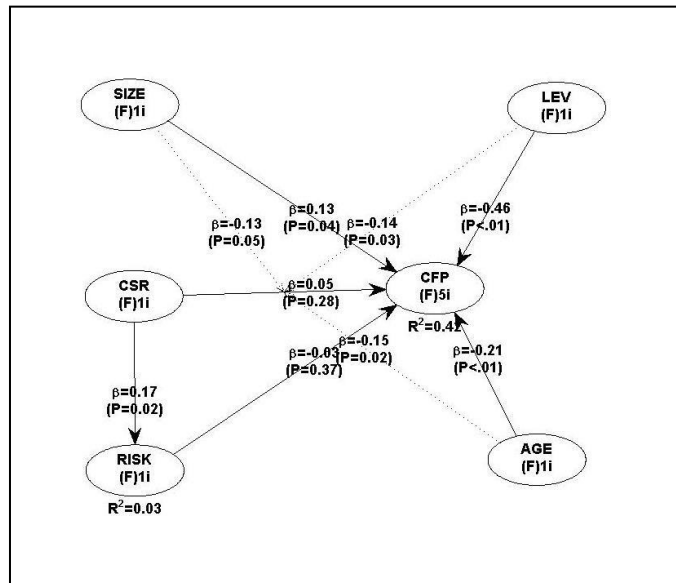 SIZE
(F)1i
LEV
(F)1i
β=0.13
(P=0.04)
β=-0.13
(P=0.05)
β=-0.14
(P=0.03)
β=-0.46
(P<.01)
CSR
(F)1i
β=0.05
(P=0.28)
CFP
(F)5i
R²=0.42
β=-0.03
(P=0.37)
β=-0.15
(P=0.02)
β=-0.21
(P<.01)
β=0.17
(P=0.02)
RISK
(F)1i
R²=0.03
AGE
(F)1i